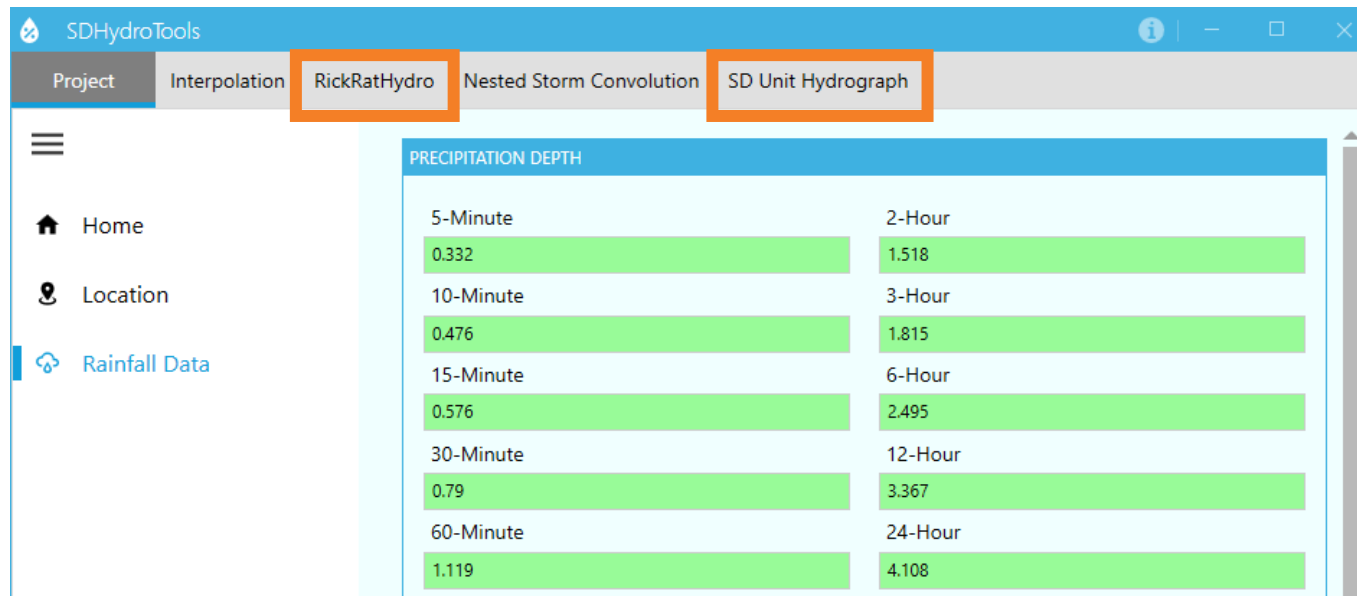 SDHydroTools
Project Interpolation RickRatHydro Nested Storm Convolution SD Unit Hydrograph
Home
Location
Rainfall Data
PRECIPITATION DEPTH
5-Minute 2-Hour
0.332 1.518
10-Minute 3-Hour
0.476 1.815
15-Minute 6-Hour
0.576 2.495
30-Minute 12-Hour
0.79 3.367
60-Minute 24-Hour
1.119 4.108